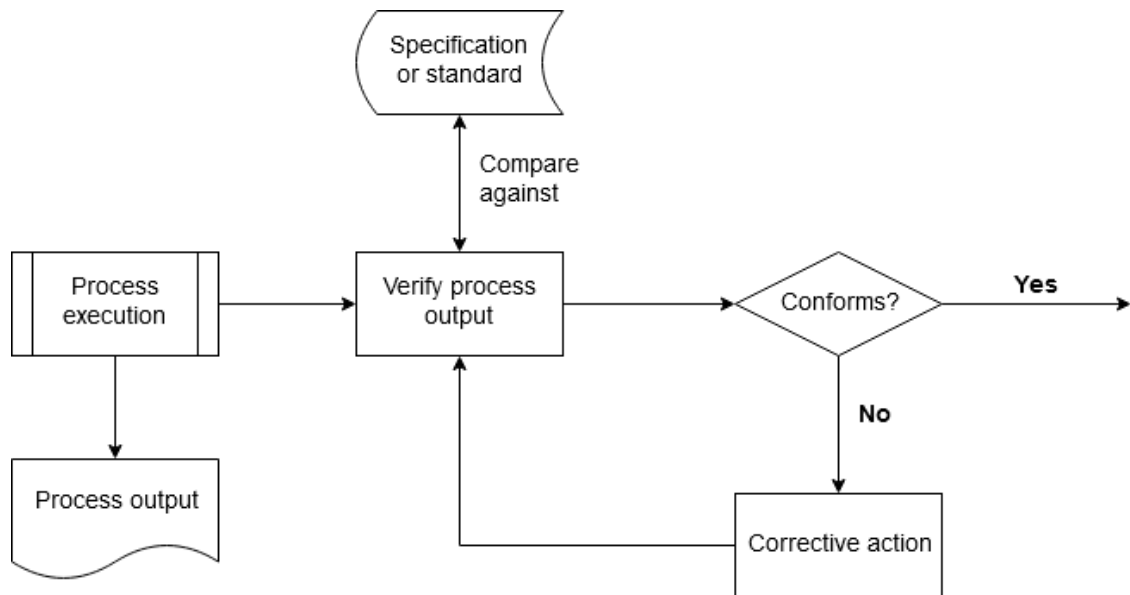 Specification
or standard
Compare
against
Process
execution
Verify process
output
Conforms?
Yes
No
Process output
Corrective action